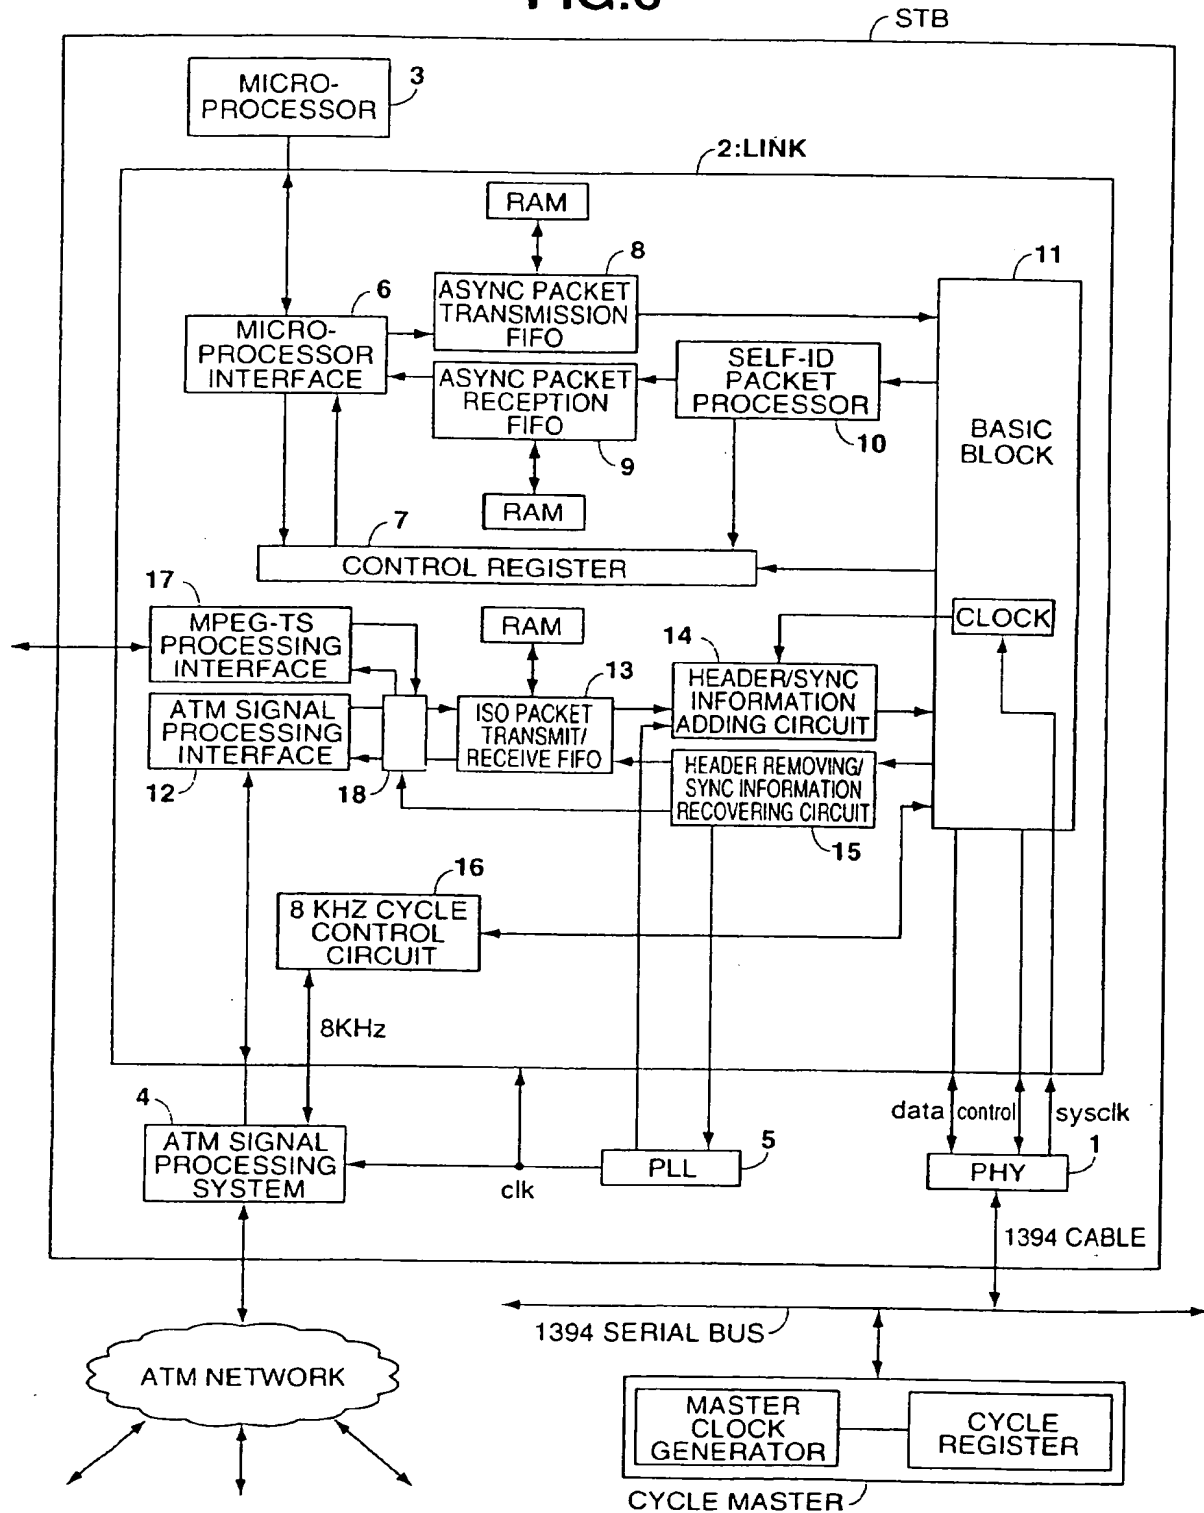 STB
MICRO-
PROCESSOR
3
2:LINK
RAM
8
11
6
ASYNC PACKET
TRANSMISSION
FIFO
MICRO-
PROCESSOR
INTERFACE
SELF-ID
PACKET
PROCESSOR
ASYNC PACKET
RECEPTION
FIFO
10
BASIC
BLOCK
9
RAM
7
CONTROL REGISTER
17
MPEG-TS
PROCESSING
INTERFACE
RAM
CLOCK
14
13
HEADER/SYNC
INFORMATION
ADDING CIRCUIT
ATM SIGNAL
PROCESSING
INTERFACE
ISO PACKET
TRANSMIT/
RECEIVE FIFO
12
18
HEADER REMOVING/
SYNC INFORMATION
RECOVERING CIRCUIT
15
16
8 KHZ CYCLE
CONTROL
CIRCUIT
8KHz
4
data
control
sysclk
ATM SIGNAL
PROCESSING
SYSTEM
clk
PLL
5
PHY
1
1394 CABLE
1394 SERIAL BUS
ATM NETWORK
MASTER
CLOCK
GENERATOR
CYCLE
REGISTER
CYCLE MASTER